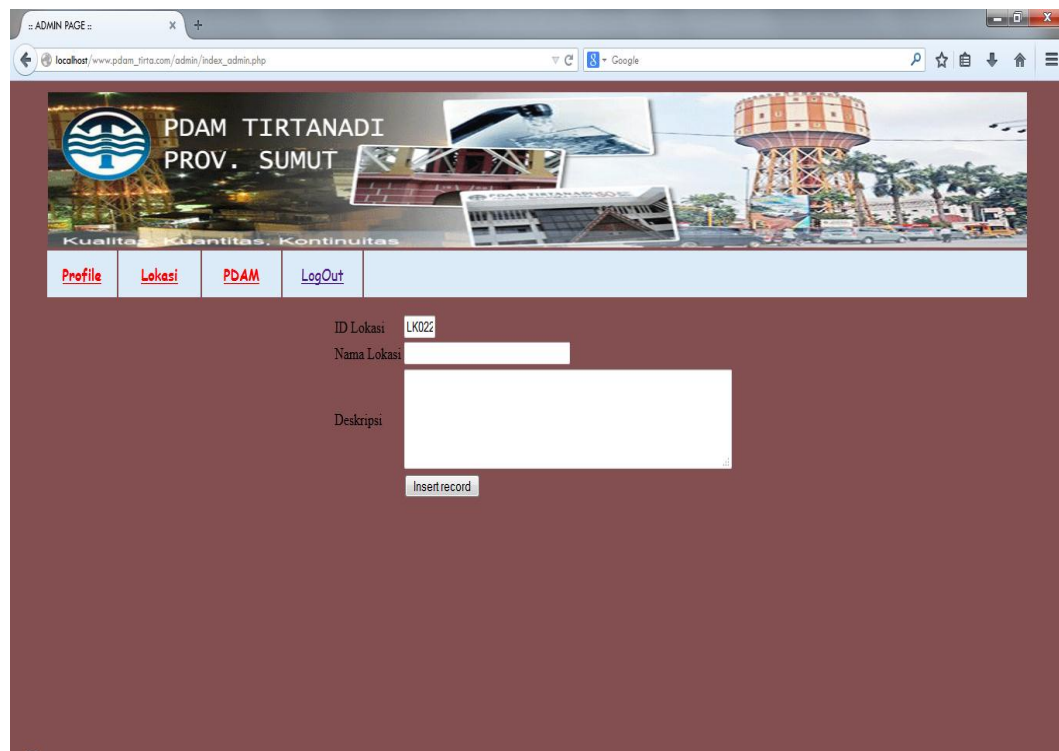 :: ADMIN PAGE ::
localhost/www.pdam_tirta.com/admin/index_admin.php
Google
PDAM TIRTANADI
PROV. SUMUT
Kualitas, Kuantitas, Kontinuitas
Profile Lokasi PDAM LogOut
ID Lokasi LK022
Nama Lokasi
Deskripsi
Insert record